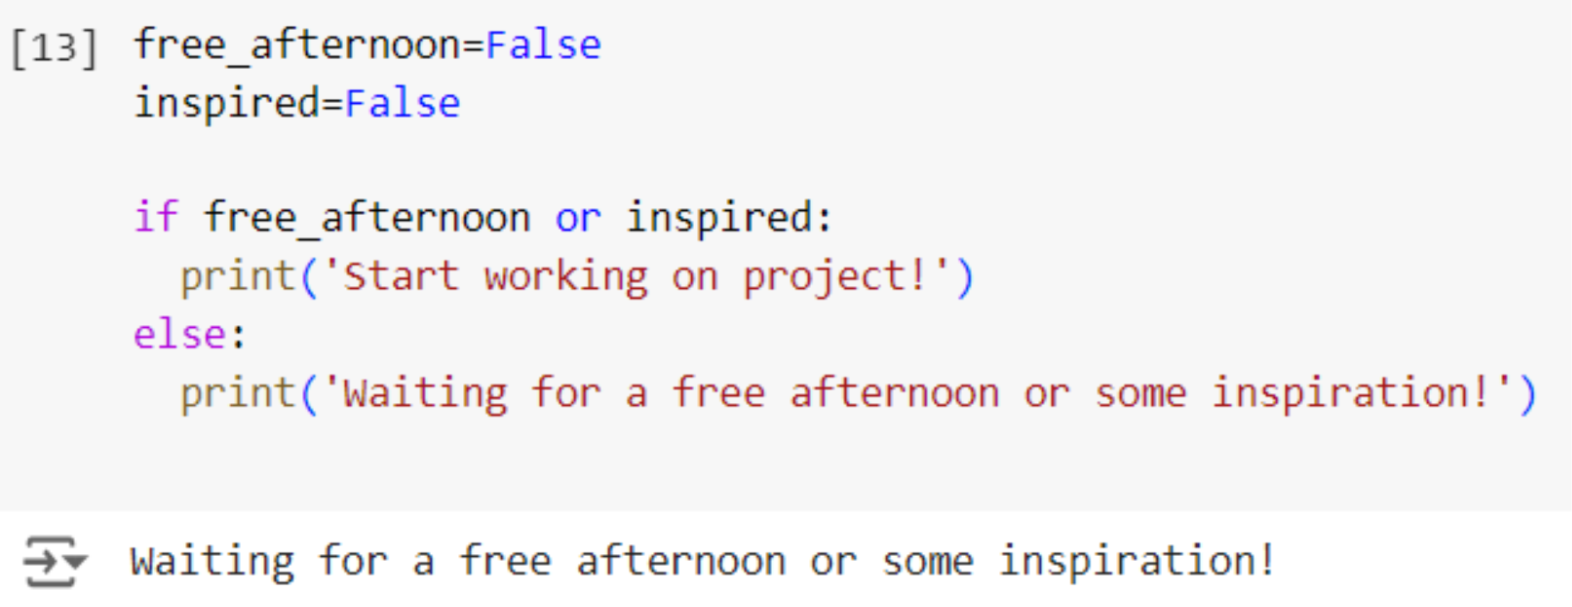 [13] free_afternoon=False
inspired=False
if free_afternoon or inspired:
  print('Start working on project!')
else:
  print('Waiting for a free afternoon or some inspiration!')
Waiting for a free afternoon or some inspiration!